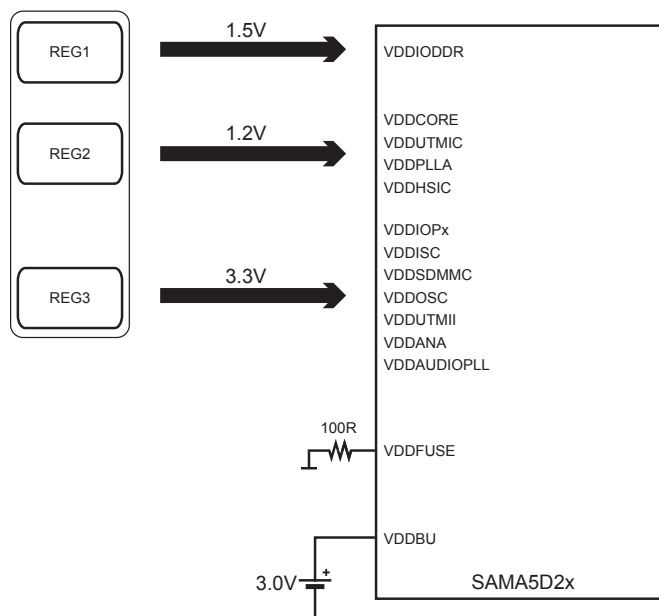 REG1
1.5V
VDDIODDR
REG2
1.2V
VDDCORE
VDDUTMIC
VDDPLLA
VDDHSIC
REG3
3.3V
VDDIOPx
VDDISC
VDDSDMMC
VDDOSC
VDDUTMII
VDDANA
VDDAUDIOPLL
100R
VDDFUSE
VDDBU
3.0V
+
SAMA5D2x